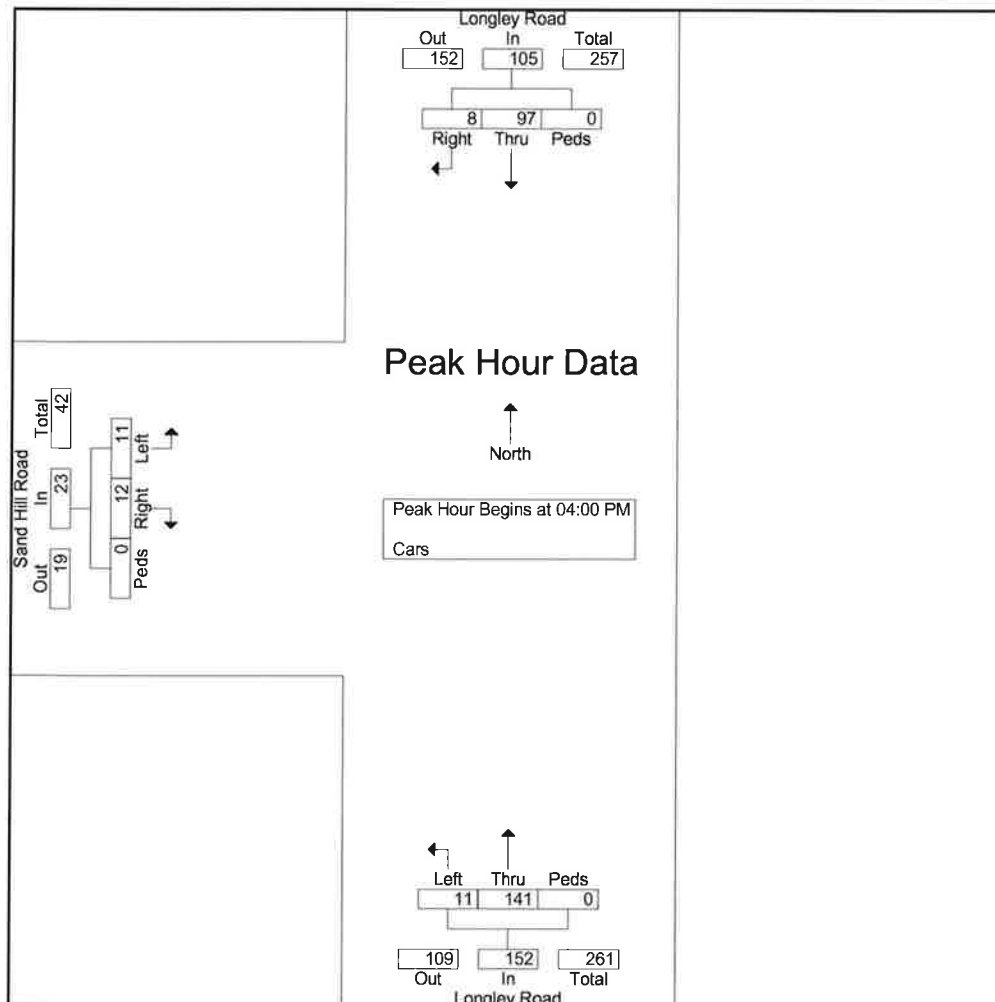 Longley Road
Out In Total
152 105 257
8 97 0
Right Thru Peds
Peak Hour Data
North
Peak Hour Begins at 04:00 PM
Cars
Sand Hill Road
Out In Total
19 23 42
0 12 11
Peds Right Left
Left Thru Peds
11 141 0
109 152 261
Out In Total
Longley Road